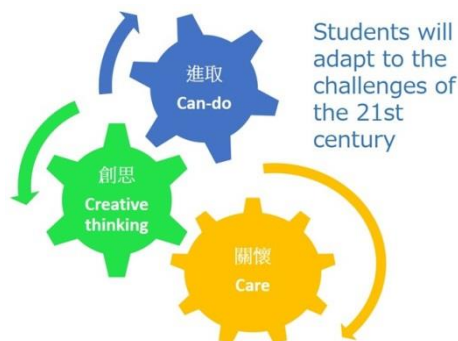 進取
Can-do
Students will
adapt to the
challenges of
the 21st
century
創思
Creative
thinking
關懷
Care